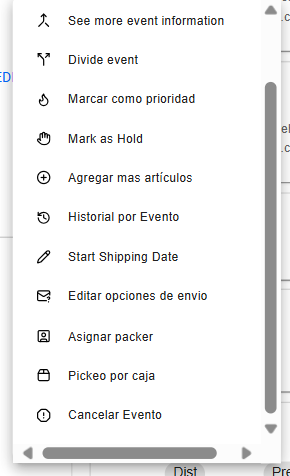 See more event information
Divide event
Marcar como prioridad
Mark as Hold
Agregar mas artículos
Historial por Evento
Start Shipping Date
Editar opciones de envio
Asignar packer
Pickeo por caja
Cancelar Evento
Dist